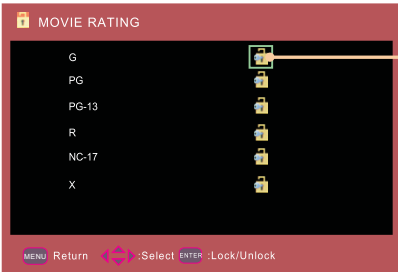 MOVIE RATING
G
PG
PG-13
R
NC-17
X
MENU Return :Select ENTER :Lock/Unlock